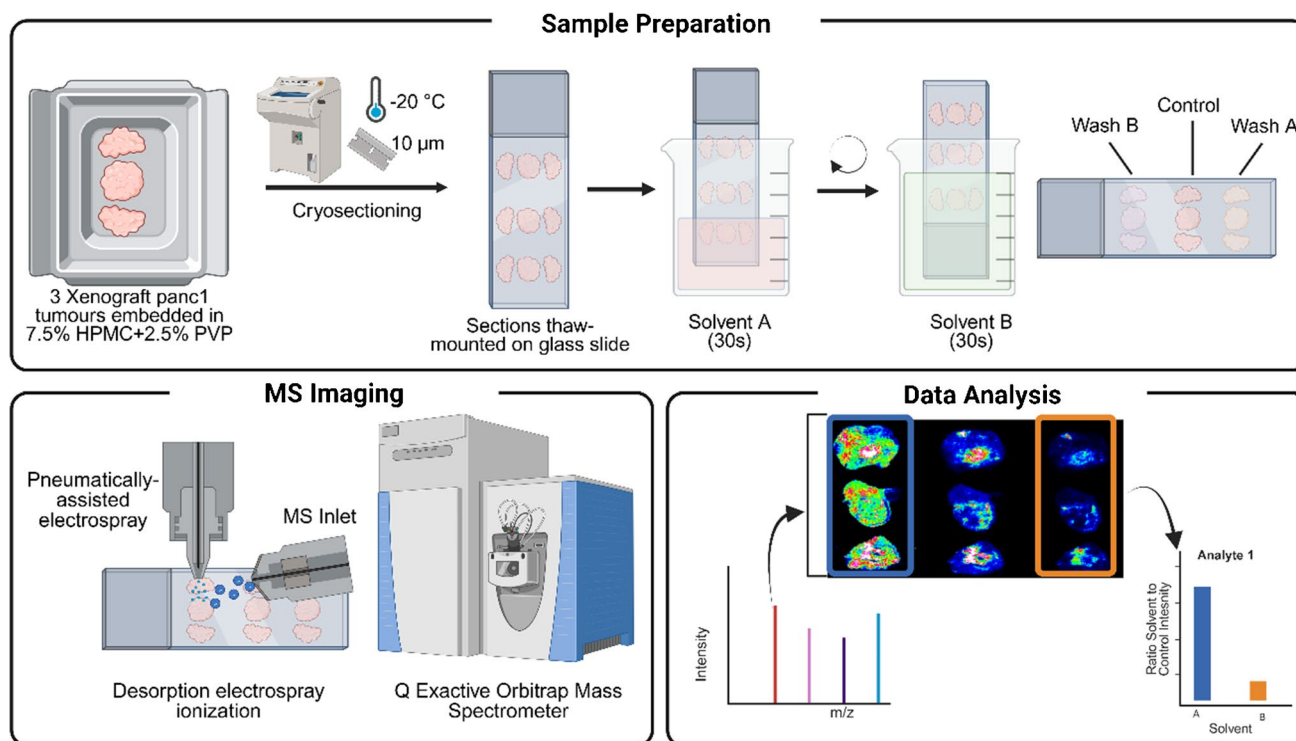 Sample Preparation
-20 °C
10 µm
Cryosectioning
3 Xenograft panc1
tumours embedded in
7.5% HPMC+2.5% PVP
Sections thaw-
mounted on glass slide
Solvent A
(30s)
Solvent B
(30s)
Wash B
Control
Wash A
MS Imaging
Pneumatically-
assisted
electrospray
MS Inlet
Desorption electrospray
ionization
Q Exactive Orbitrap Mass
Spectrometer
Data Analysis
Intensity
m/z
Analyte 1
Ratio Solvent to
Control Intesnity
A
B
Solvent